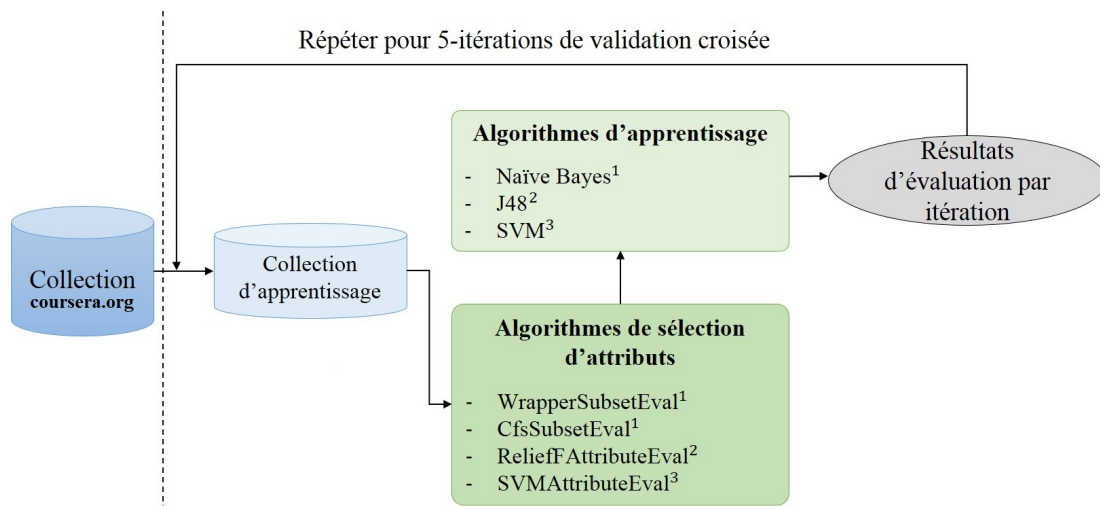 Répéter pour 5-itérations de validation croisée
Algorithmes d’apprentissage
- Naïve Bayes¹
- J48²
- SVM³
Résultats
d’évaluation par
itération
Collection
coursera.org
Collection
d’apprentissage
Algorithmes de sélection
d’attributs
- WrapperSubsetEval¹
- CfsSubsetEval¹
- ReliefFAttributeEval²
- SVMAttributeEval³